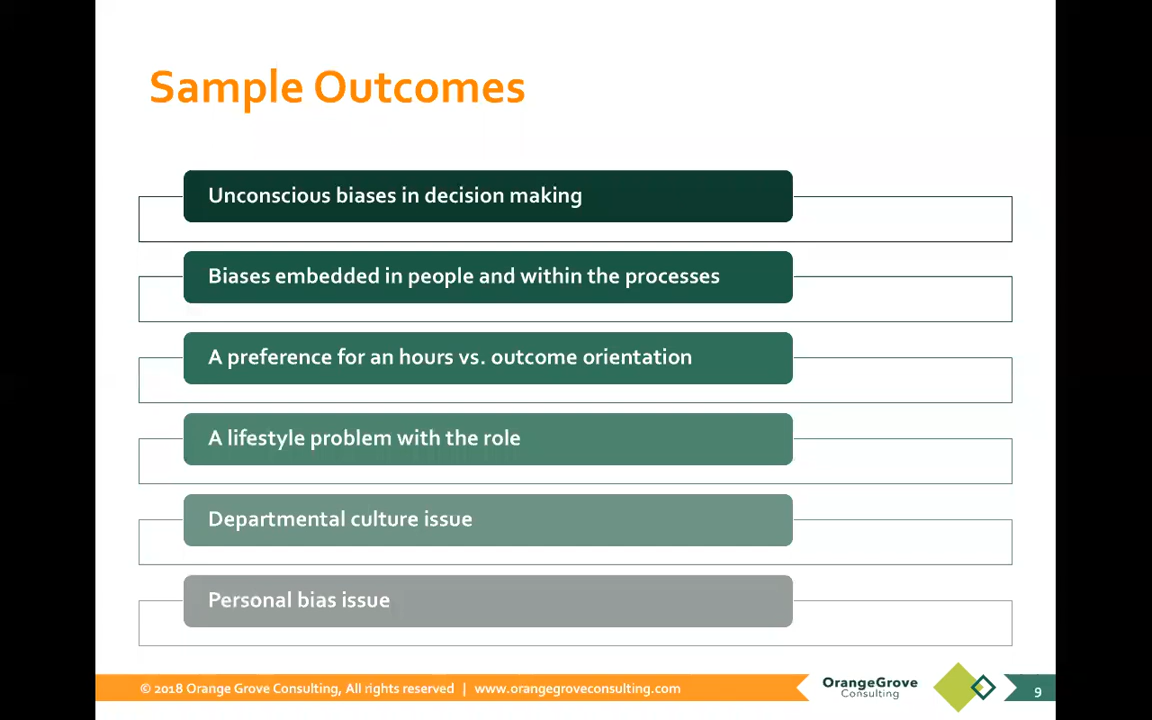 Sample Outcomes
Unconscious biases in decision making
Biases embedded in people and within the processes
A preference for an hours vs. outcome orientation
A lifestyle problem with the role
Departmental culture issue
Personal bias issue
© 2018 Orange Grove Consulting, All rights reserved | www.orangegroveconsulting.com
OrangeGrove
Consulting
9